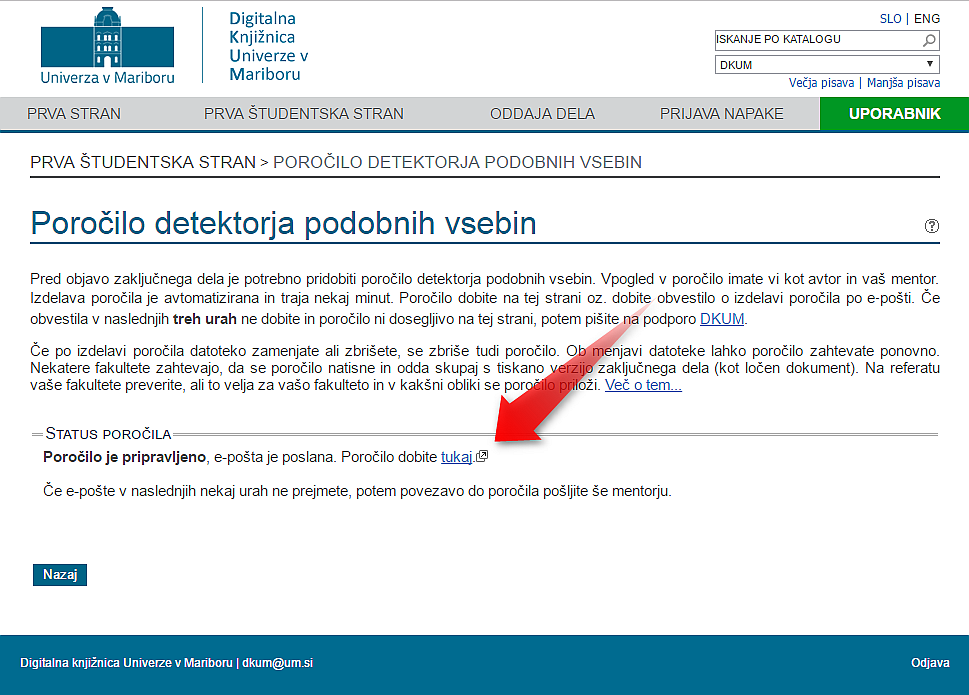 Univerza v Mariboru
Digitalna
Knjižnica
Univerze v
Mariboru
SLO | ENG
ISKANJE PO KATALOGU
DKUM
Večja pisava | Manjša pisava
PRVA STRAN PRVA ŠTUDENTSKA STRAN ODDAJA DELA PRIJAVA NAPAKE UPORABNIK
PRVA ŠTUDENTSKA STRAN > POROČILO DETEKTORJA PODOBNIH VSEBIN
Poročilo detektorja podobnih vsebin
Pred objavo zaključnega dela je potrebno pridobiti poročilo detektorja podobnih vsebin. Vpogled v poročilo imate vi kot avtor in vaš mentor.
Izdelava poročila je avtomatizirana in traja nekaj minut. Poročilo dobite na tej strani oz. dobite obvestilo o izdelavi poročila po e-pošti. Če
obvestila v naslednjih treh urah ne dobite in poročilo ni dosegljivo na tej strani, potem pišite na podporo DKUM.
Če po izdelavi poročila datoteko zamenjate ali zbrišete, se zbriše tudi poročilo. Ob menjavi datoteke lahko poročilo zahtevate ponovno.
Nekatere fakultete zahtevajo, da se poročilo natisne in odda skupaj s tiskano verzijo zaključnega dela (kot ločen dokument). Na referatu
vaše fakultete preverite, ali to velja za vašo fakulteto in v kakšni obliki se poročilo priloži. Več o tem...
STATUS POROČILA
Poročilo je pripravljeno, e-pošta je poslana. Poročilo dobite tukaj.
Če e-pošte v naslednjih nekaj urah ne prejmete, potem povezavo do poročila pošljite še mentorju.
Nazaj
Digitalna knjižnica Univerze v Mariboru | dkum@um.si Odjava